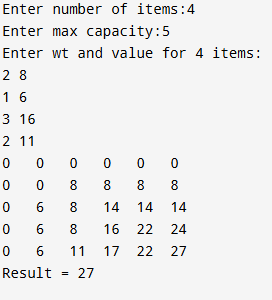 Enter number of items:4
Enter max capacity:5
Enter wt and value for 4 items:
2 8
1 6
3 16
2 11
0 0 0 0 0 0
0 0 8 8 8 8
0 6 8 14 14 14
0 6 8 16 22 24
0 6 11 17 22 27
Result = 27